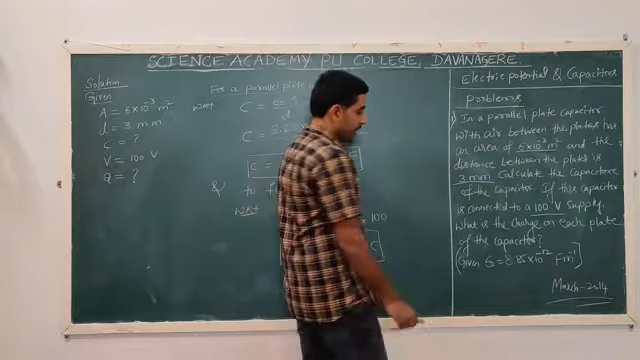 SCIENCE ACADEMY PU COLLEGE, DAVANAGERE.
Solution
Given
A = 6×10⁻³ m²
d = 3 mm
C = ?
V = 100 V
q = ?
For a parallel plate
WKT
C =
C =
C =
&
to
WKT
100
Electric potential & Capacitors
problems
In a parallel plate capacitor
with air between the plates has
an area of 6×10⁻³ m² and the
distance between the plates is
3 mm. Calculate the capacitance
of the capacitor. If this capacitor
is connected to a 100 V supply,
what is the charge on each plate
of the capacitor?
(Given ε₀ = 8.85×10⁻¹² Fm⁻¹)
March-2014